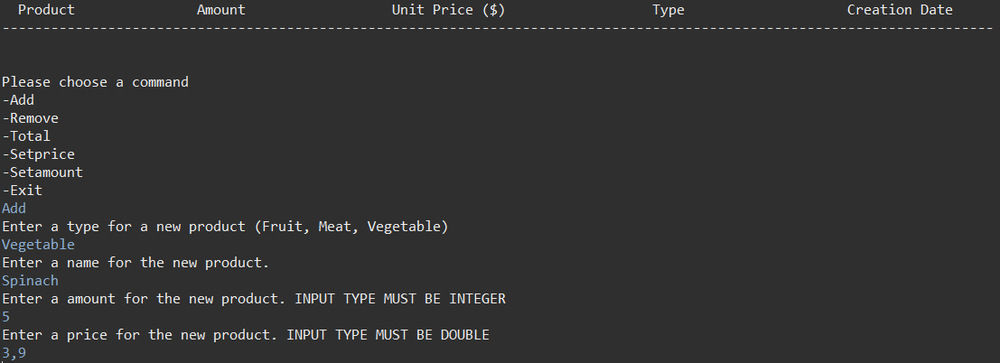 Product Amount Unit Price ($) Type Creation Date
--------------------------------------------------------------------------------------------------------------------------
Please choose a command
-Add
-Remove
-Total
-Setprice
-Setamount
-Exit
Add
Enter a type for a new product (Fruit, Meat, Vegetable)
Vegetable
Enter a name for the new product.
Spinach
Enter a amount for the new product. INPUT TYPE MUST BE INTEGER
5
Enter a price for the new product. INPUT TYPE MUST BE DOUBLE
3,9